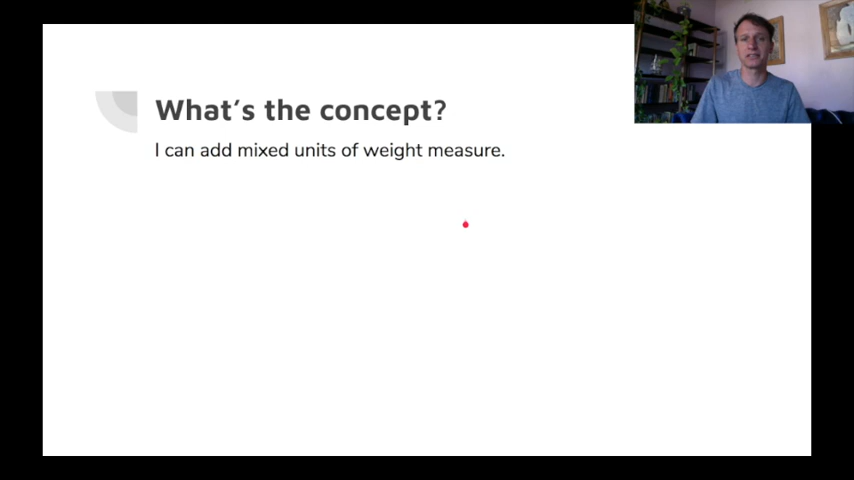 What's the concept?
I can add mixed units of weight measure.